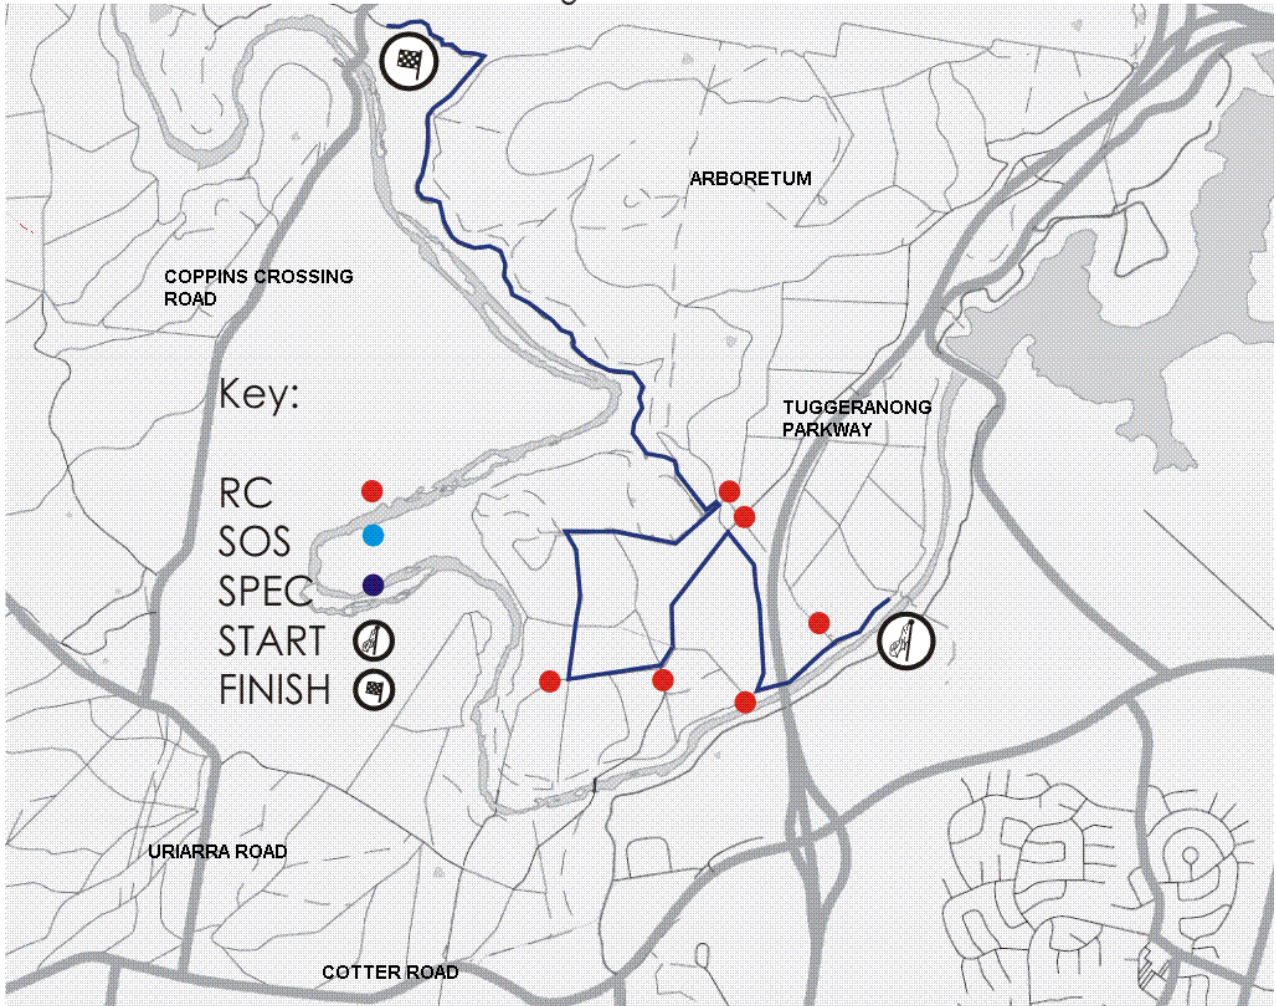 ARBORETUM
COPPINS CROSSING
ROAD
Key:
TUGGERANONG
PARKWAY
RC
SOS
SPEC
START
FINISH
URIARRA ROAD
COTTER ROAD